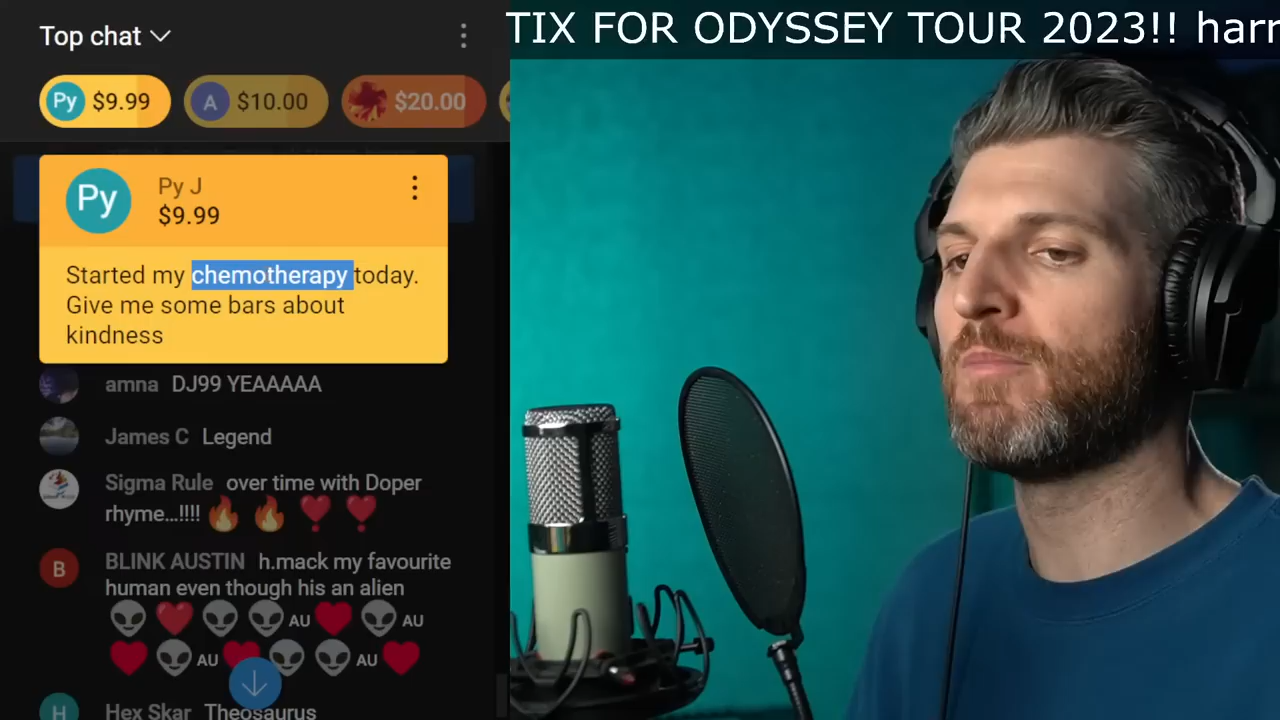 Top chat
TIX FOR ODYSSEY TOUR 2023!! harr
Py $9.99
A $10.00
$20.00
Py
Py J
$9.99
Started my chemotherapy today.
Give me some bars about
kindness
amna DJ99 YEAAAAA
James C Legend
Sigma Rule over time with Doper
rhyme...!!!!
B
BLINK AUSTIN h.mack my favourite
human even though his an alien
AU AU
AU AU
H
Hex Skar Theosaurus